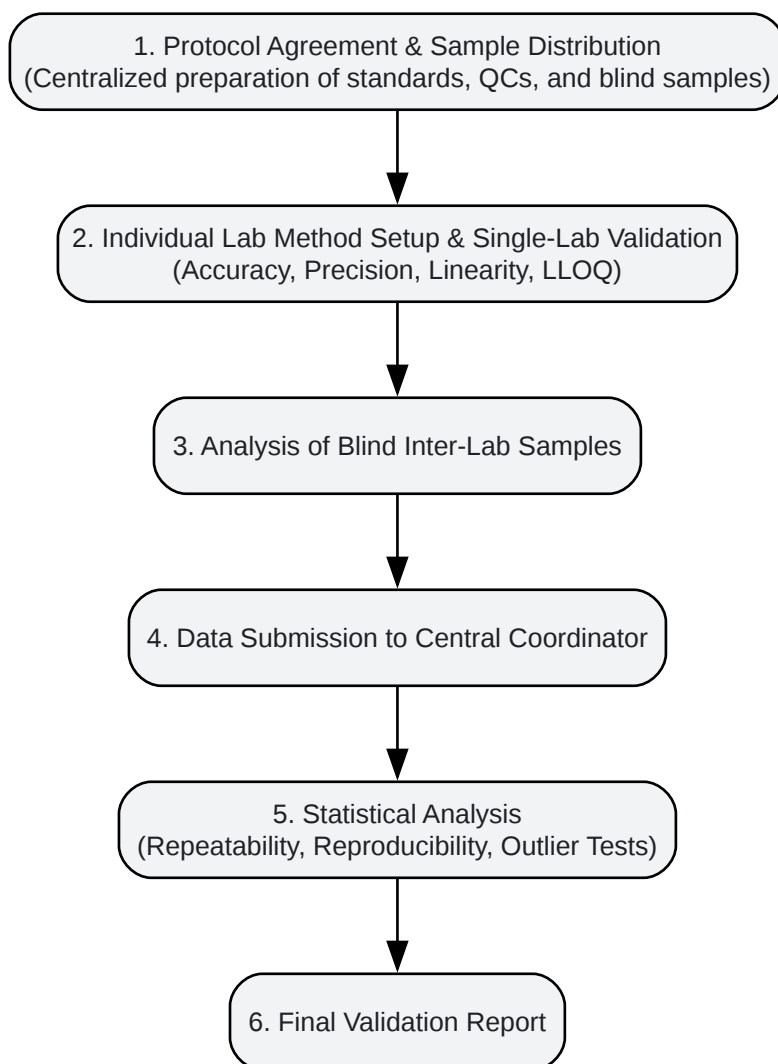 1. Protocol Agreement & Sample Distribution
(Centralized preparation of standards, QCs, and blind samples)
2. Individual Lab Method Setup & Single-Lab Validation
(Accuracy, Precision, Linearity, LLOQ)
3. Analysis of Blind Inter-Lab Samples
4. Data Submission to Central Coordinator
5. Statistical Analysis
(Repeatability, Reproducibility, Outlier Tests)
6. Final Validation Report